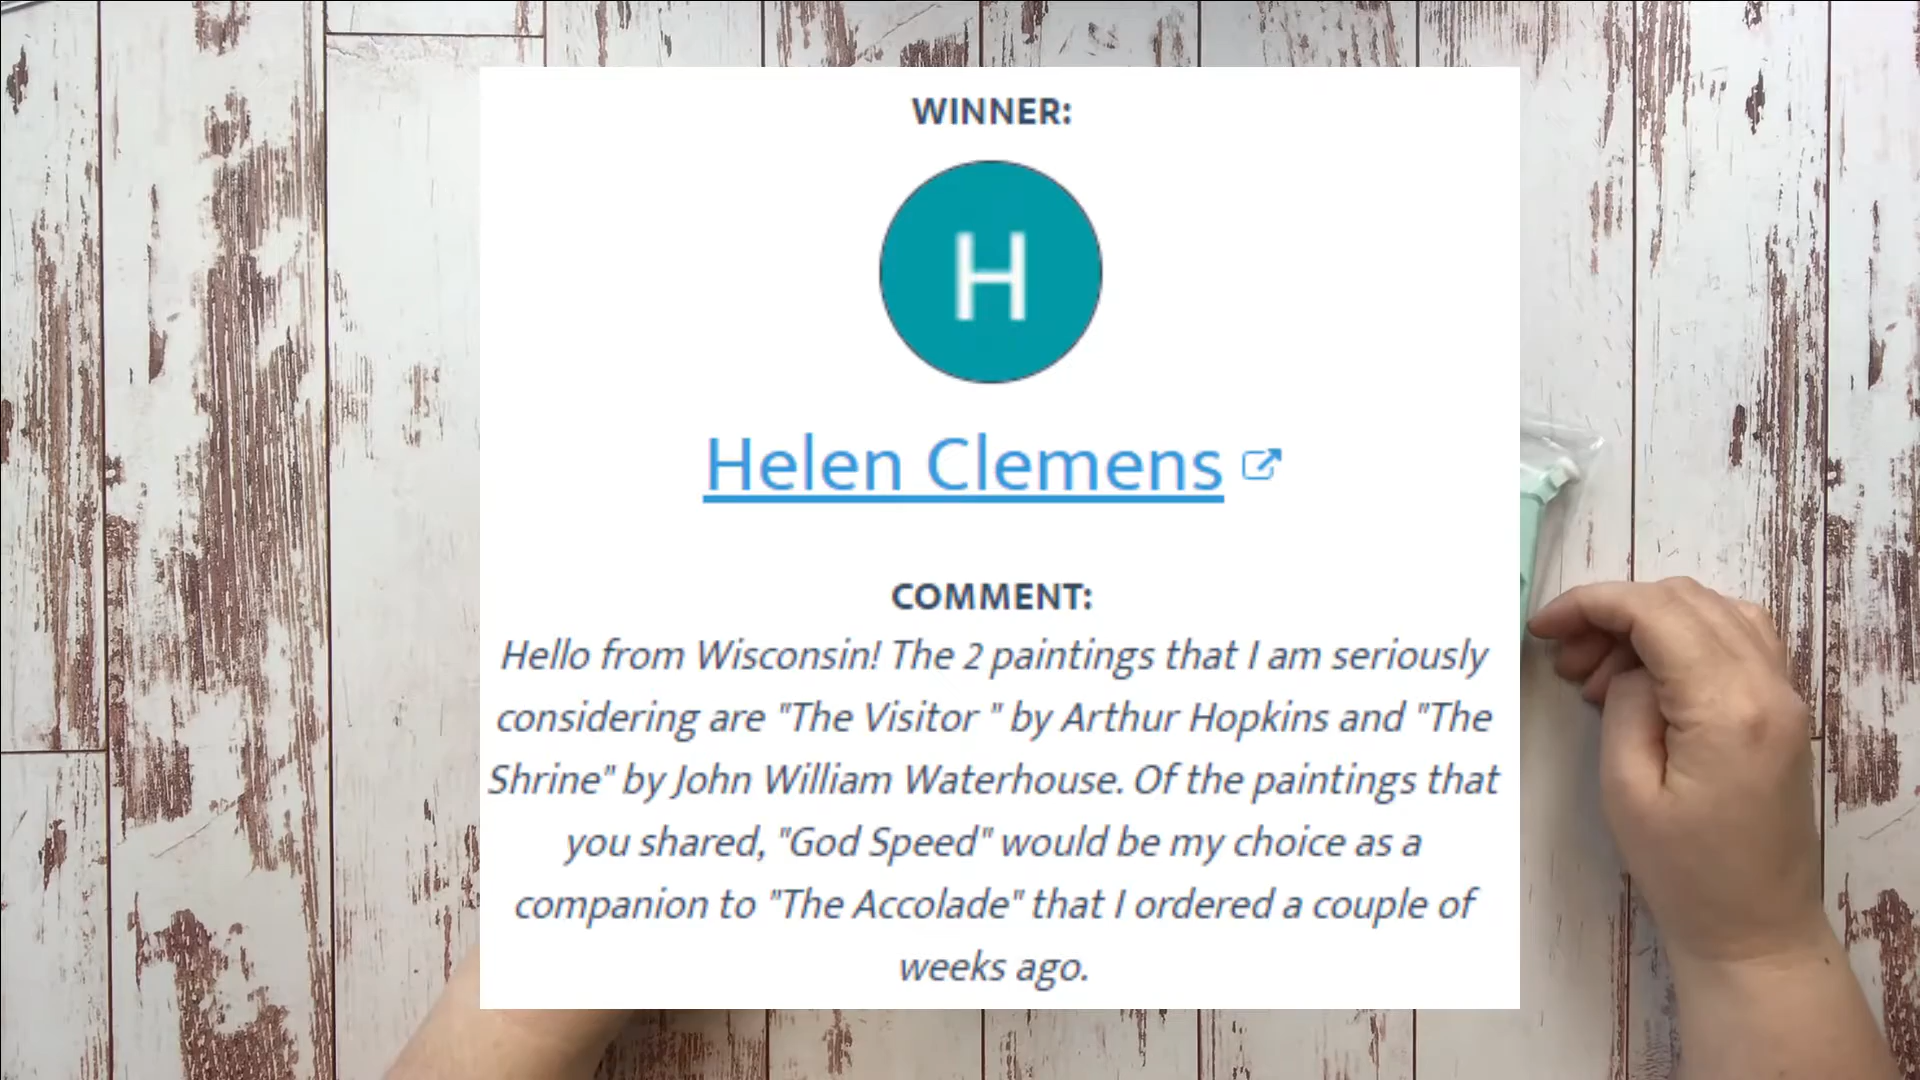 WINNER:
H
Helen Clemens
COMMENT:
Hello from Wisconsin! The 2 paintings that I am seriously
considering are "The Visitor " by Arthur Hopkins and "The
Shrine" by John William Waterhouse. Of the paintings that
you shared, "God Speed" would be my choice as a
companion to "The Accolade" that I ordered a couple of
weeks ago.